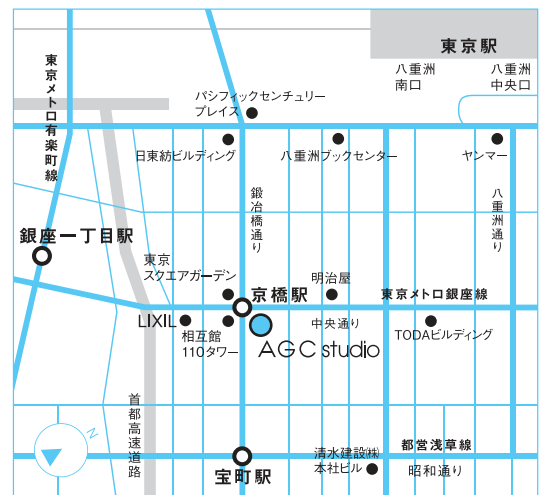 東京駅
八重洲
南口
八重洲
中央口
東京メトロ有楽町線
パシフィックセンチュリー
プレイス
日東紡ビルディング
八重洲ブックセンター
ヤンマー
鍛冶橋通り
八重洲通り
銀座一丁目駅
東京
スクエアガーデン
京橋駅
明治屋
東京メトロ銀座線
LIXIL
相互館
110タワー
中央通り
TODAビルディング
AGC studio
首都高速道路
N
宝町駅
清水建設㈱
本社ビル
都営浅草線
昭和通り